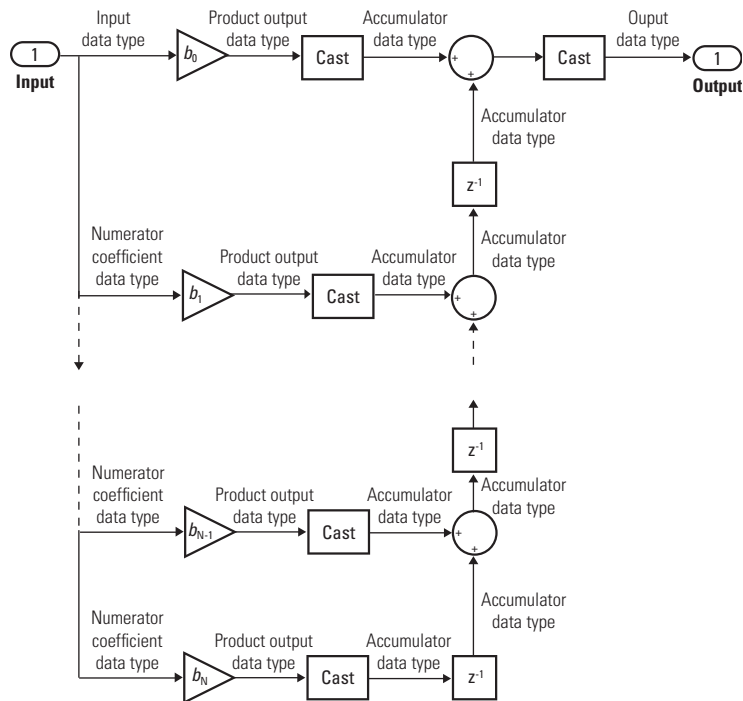 Input
data type
Product output
data type
Accumulator
data type
Ouput
data type
1
Input
b0
Cast
+
+
Cast
1
Output
Accumulator
data type
z-1
Numerator
coefficient
data type
Product output
data type
Accumulator
data type
Accumulator
data type
b1
Cast
+
+
z-1
Numerator
coefficient
data type
Product output
data type
Accumulator
data type
Accumulator
data type
bN-1
Cast
+
+
Numerator
coefficient
data type
Product output
data type
Accumulator
data type
Accumulator
data type
bN
Cast
z-1